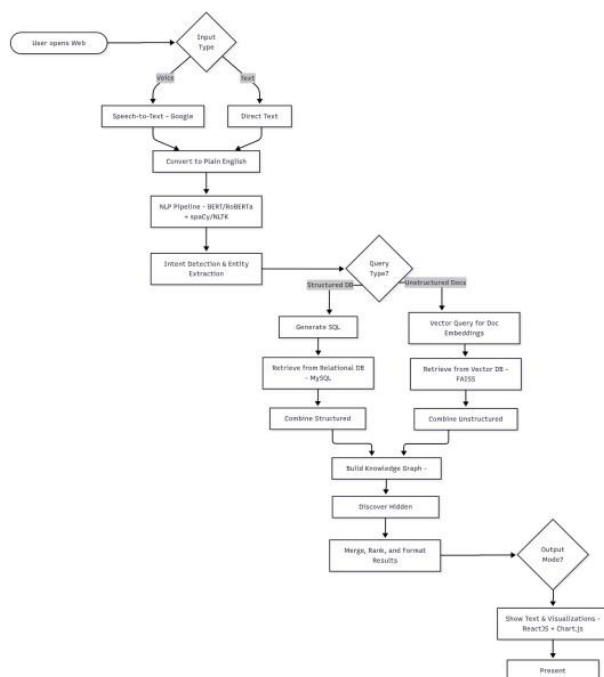 User opens Web
Input
Type
Voice
Text
Speech-to-Text - Google
Direct Text
Convert to Plain English
NLP Pipeline - BERT/RoBERTa
+ spaCy/NLTK
Intent Detection & Entity
Extraction
Query
Type?
Structured DB
Unstructured Docs
Generate SQL
Vector Query for Doc
Embeddings
Retrieve from Relational DB
- MySQL
Retrieve from Vector DB -
FAISS
Combine Structured
Combine Unstructured
Build Knowledge Graph -
Discover Hidden
Merge, Rank, and Format
Results
Output
Mode?
Show Text & Visualizations -
ReactJS + Chart.js
Present